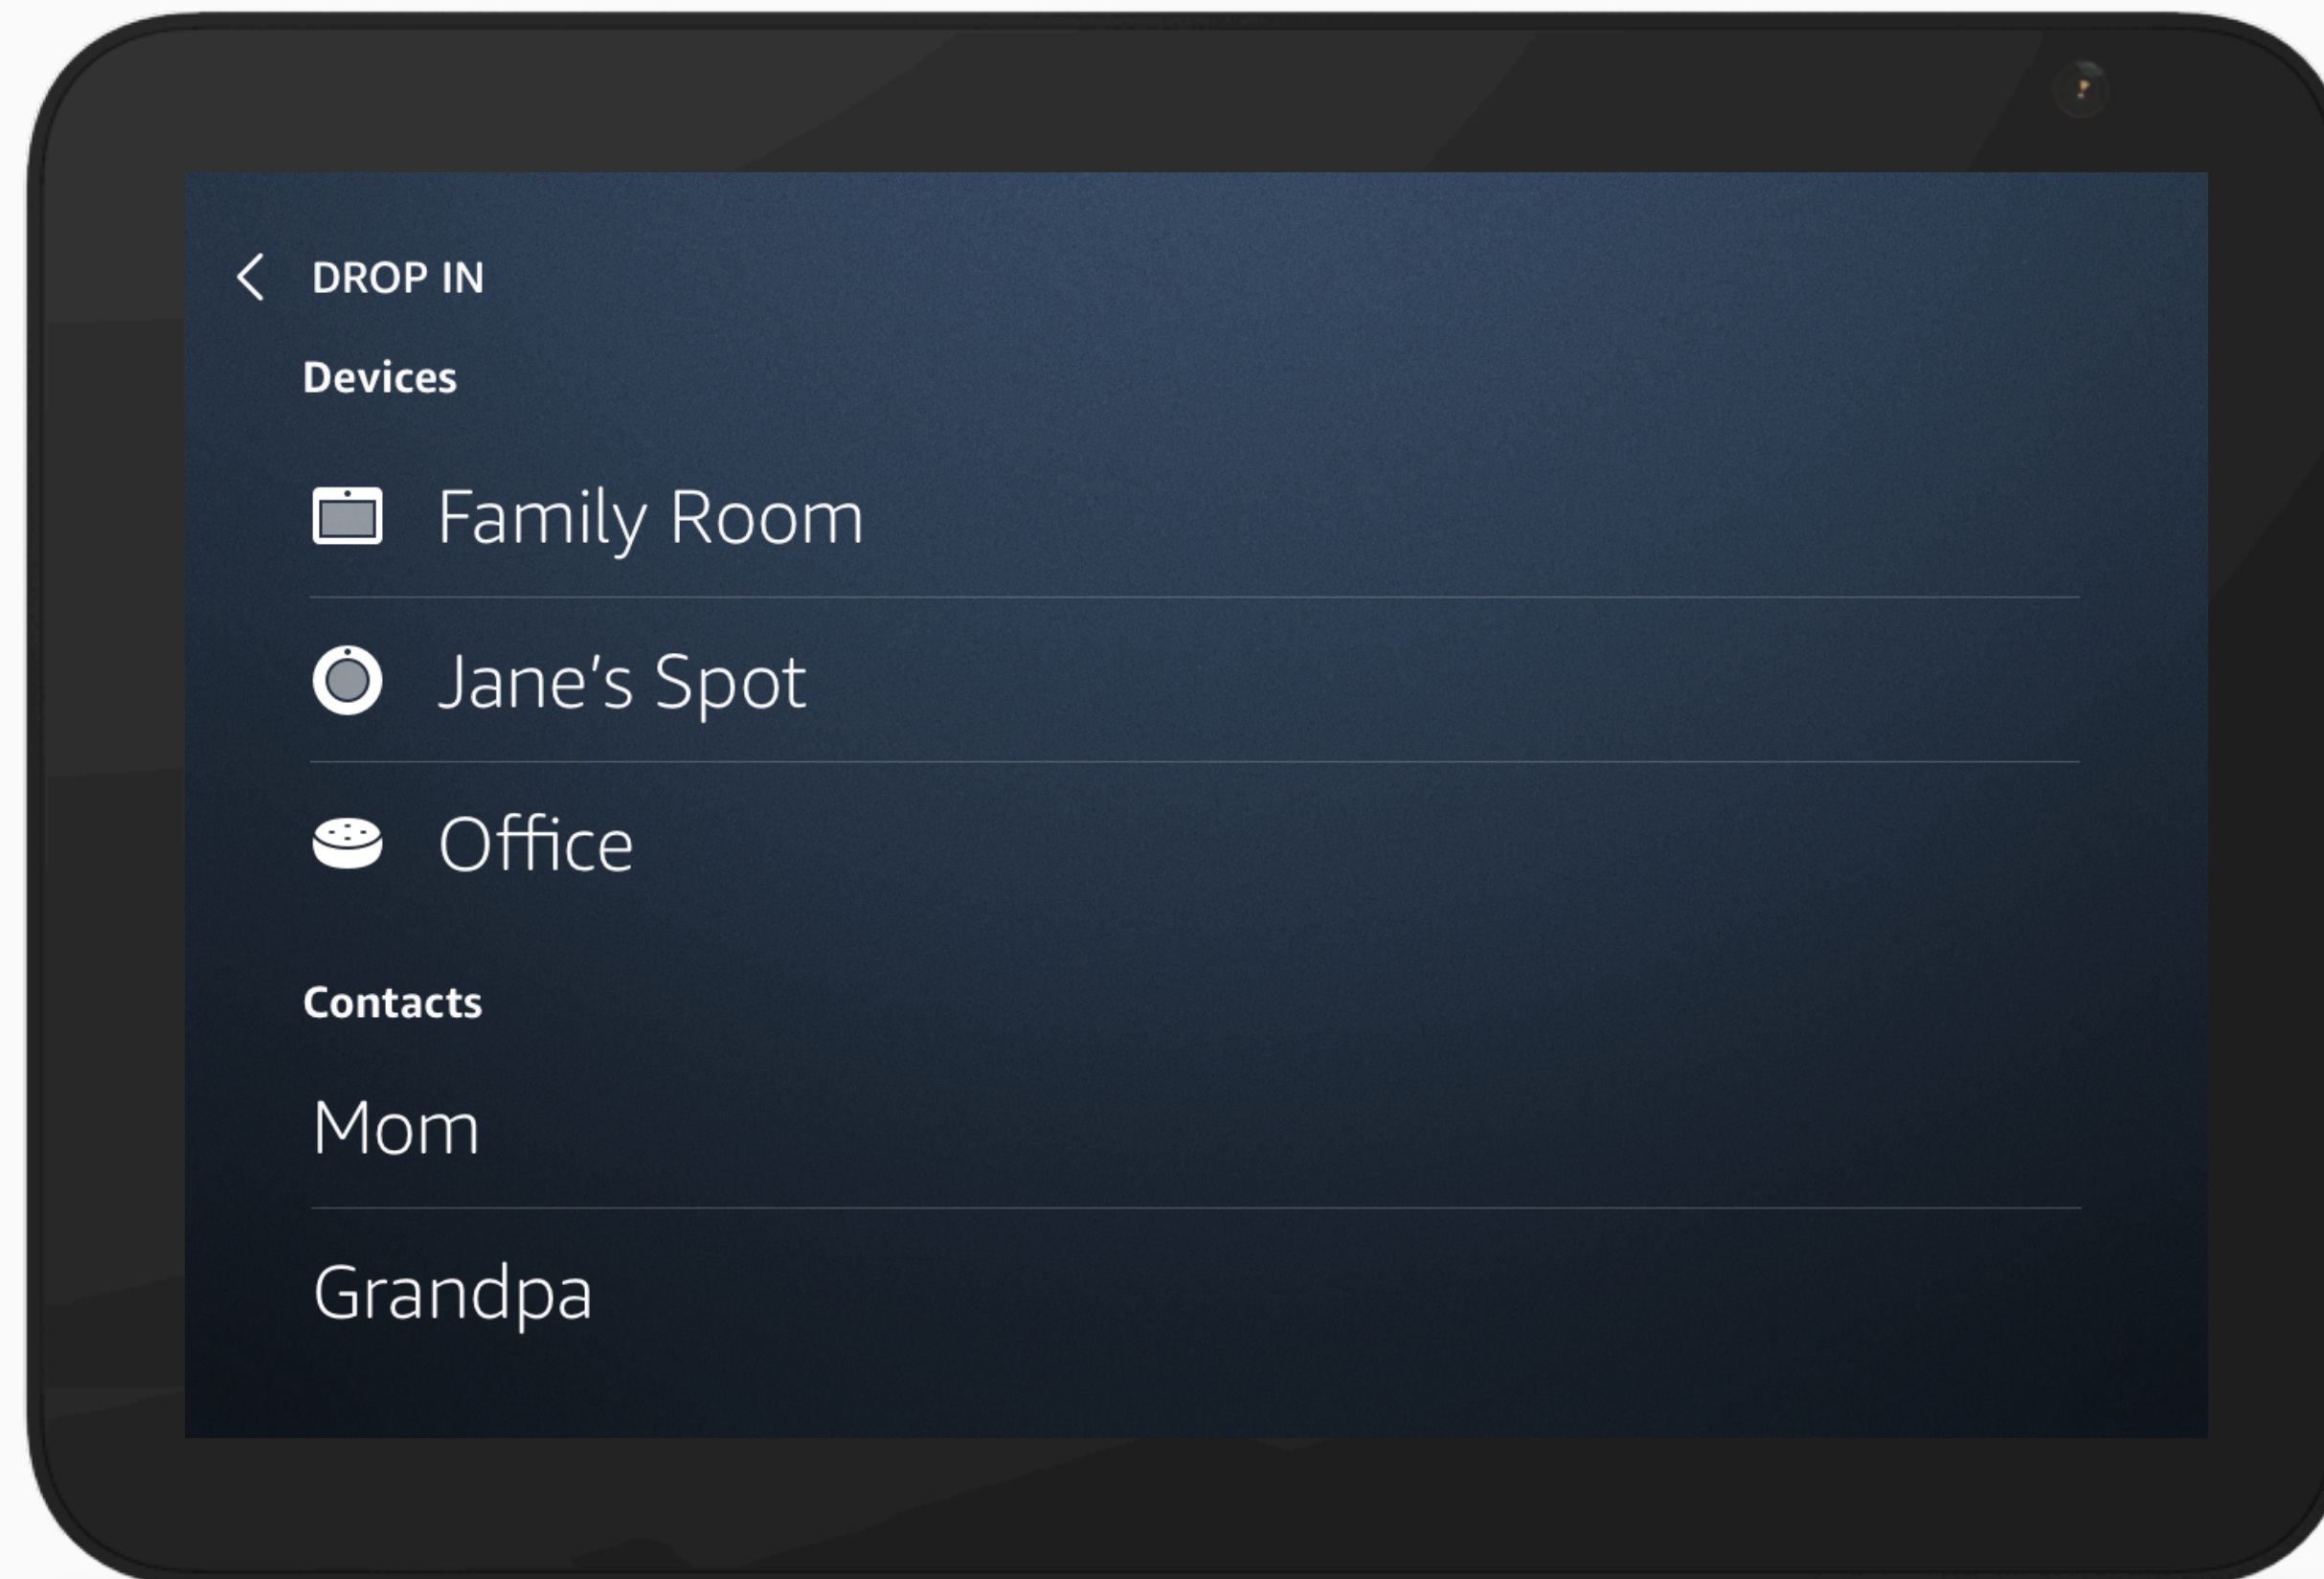 DROP IN
Devices
Family Room
Jane's Spot
Office
Contacts
Mom
Grandpa